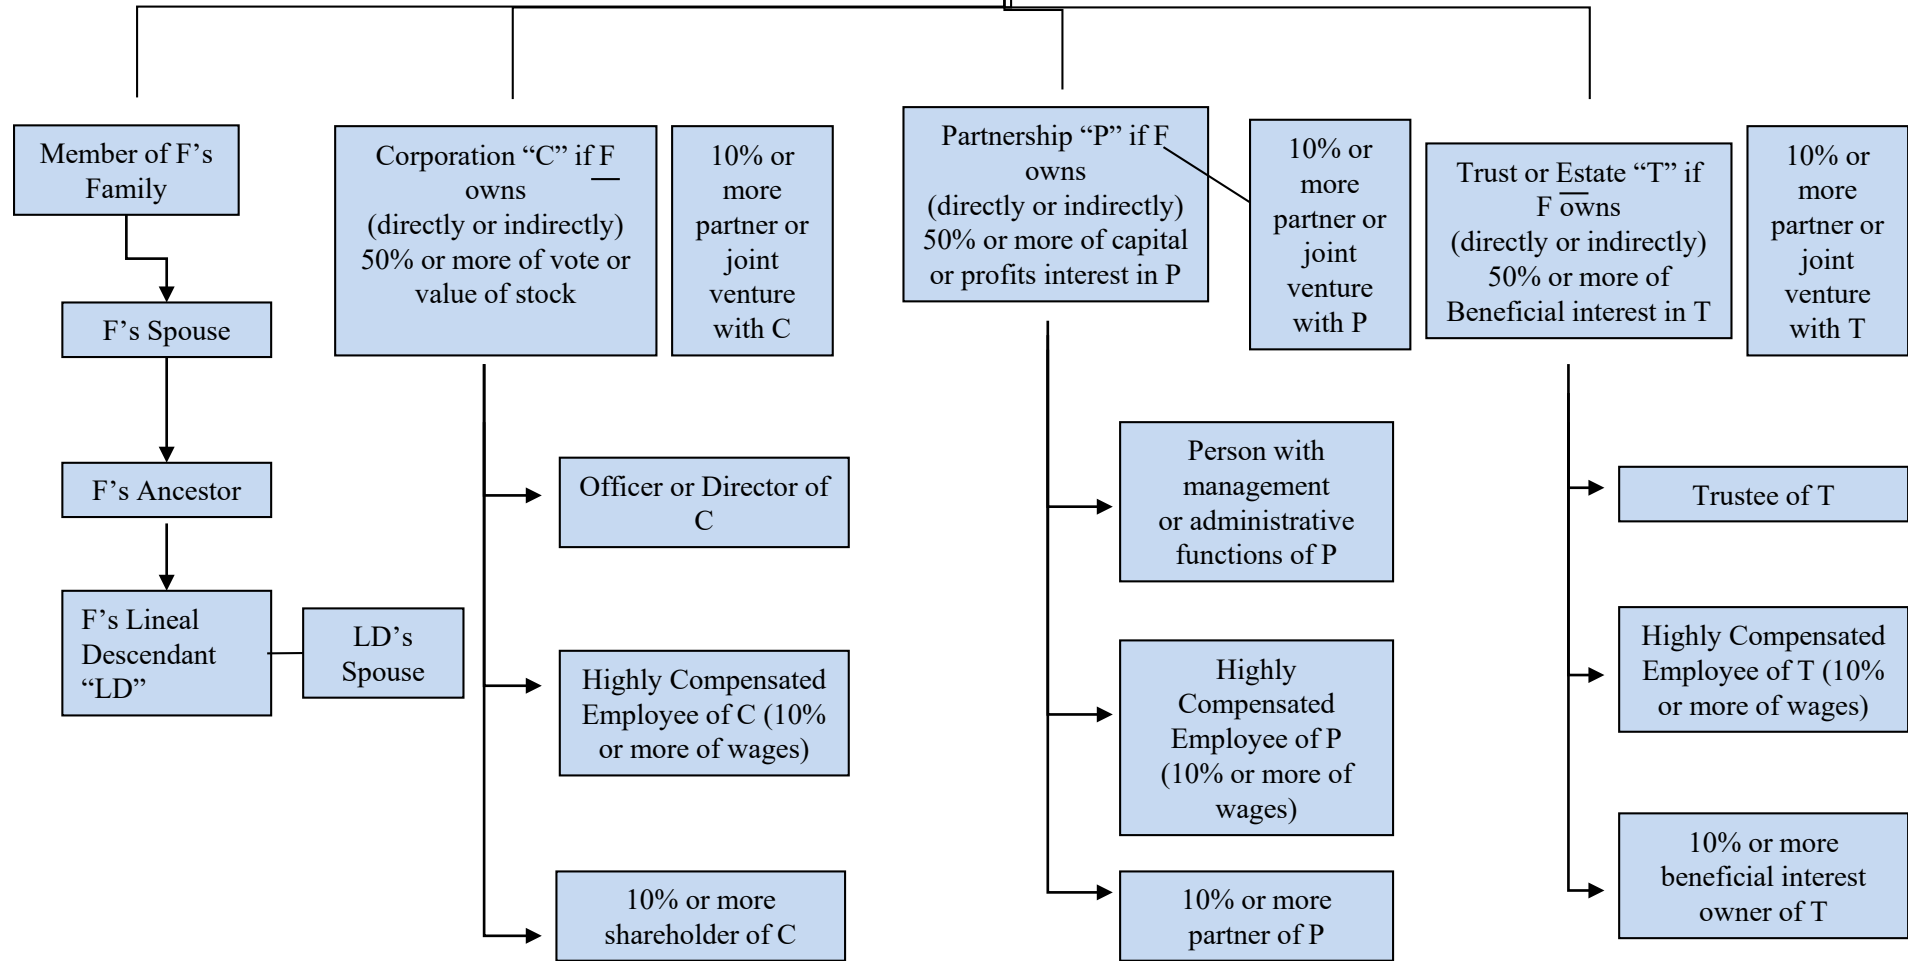 Member of F’s
Family
F’s Spouse
F’s Ancestor
F’s Lineal
Descendant
“LD”
LD’s
Spouse
Corporation “C” if F
owns
(directly or indirectly)
50% or more of vote or
value of stock
10% or
more
partner or
joint
venture
with C
Officer or Director of
C
Highly Compensated
Employee of C (10%
or more of wages)
10% or more
shareholder of C
Partnership “P” if F
owns
(directly or indirectly)
50% or more of capital
or profits interest in P
10% or
more
partner or
joint
venture
with P
Person with
management
or administrative
functions of P
Highly
Compensated
Employee of P
(10% or more of
wages)
10% or more
partner of P
Trust or Estate “T” if
F owns
(directly or indirectly)
50% or more of
Beneficial interest in T
10% or
more
partner or
joint
venture
with T
Trustee of T
Highly Compensated
Employee of T (10%
or more of wages)
10% or more
beneficial interest
owner of T